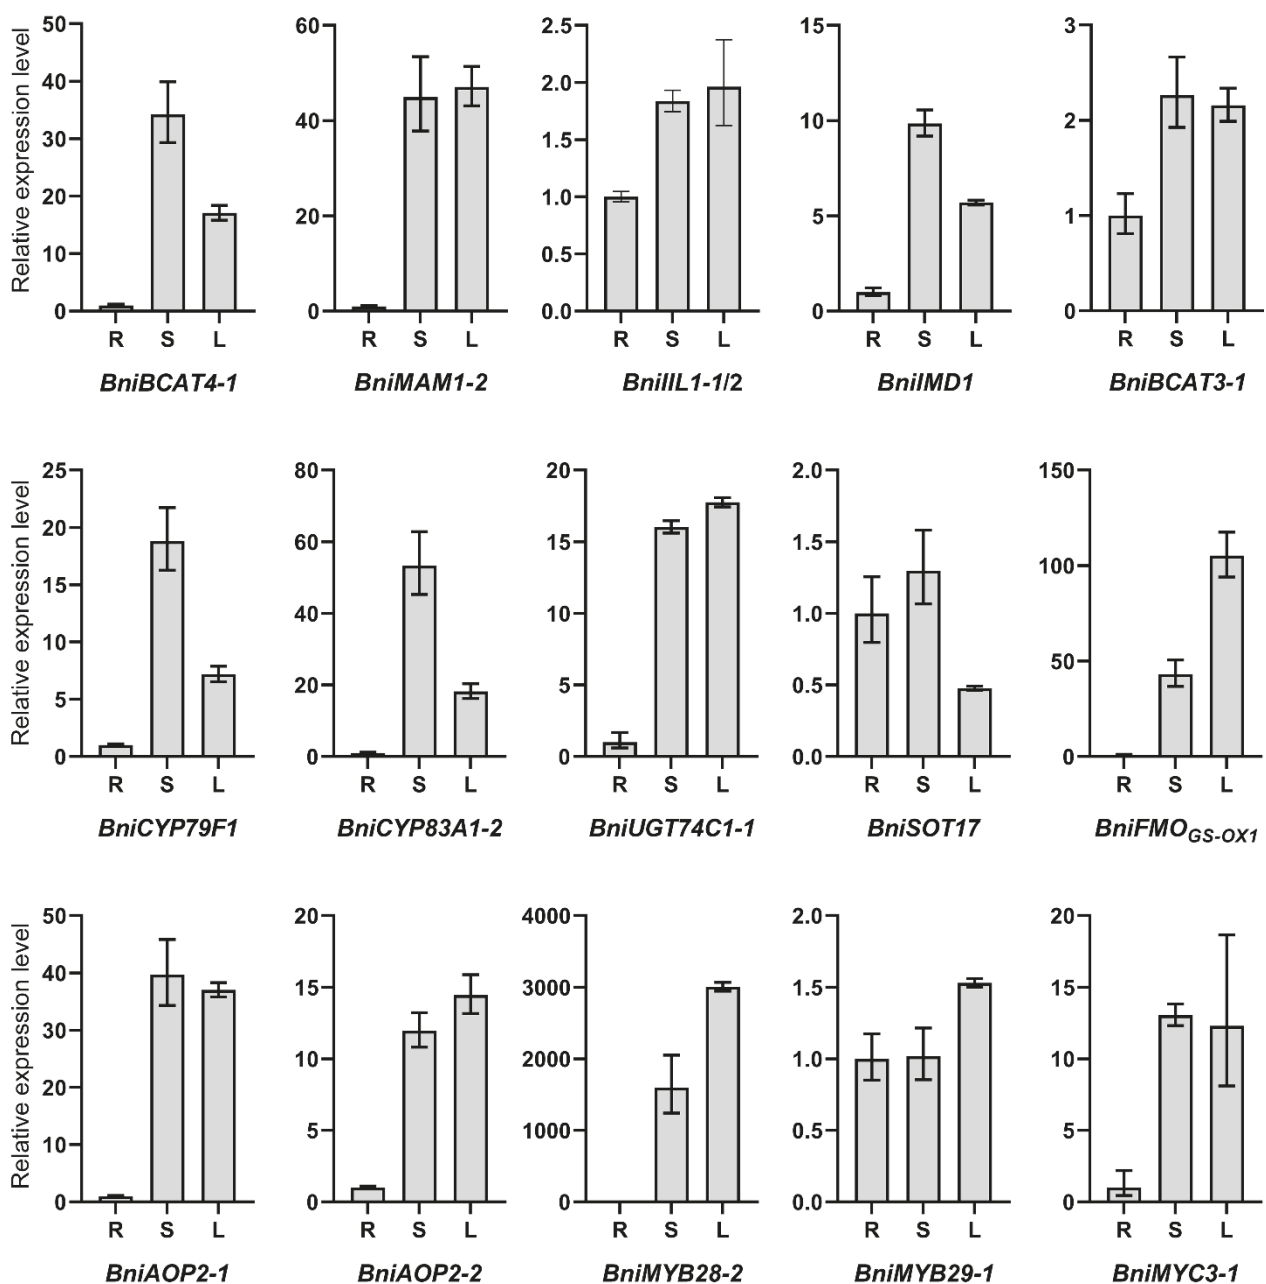 Relative expression level
50
40
30
20
10
0
R S L
BniBCAT4-1
60
40
20
0
R S L
BniMAM1-2
2.5
2.0
1.5
1.0
0.5
0.0
R S L
BniIIL1-1/2
15
10
5
0
R S L
BniIMD1
3
2
1
0
R S L
BniBCAT3-1
Relative expression level
25
20
15
10
5
0
R S L
BniCYP79F1
80
60
40
20
0
R S L
BniCYP83A1-2
20
15
10
5
0
R S L
BniUGT74C1-1
2.0
1.5
1.0
0.5
0.0
R S L
BniSOT17
150
100
50
0
R S L
BniFMOGS-OX1
Relative expression level
50
40
30
20
10
0
R S L
BniAOP2-1
20
15
10
5
0
R S L
BniAOP2-2
4000
3000
2000
1000
0
R S L
BniMYB28-2
2.0
1.5
1.0
0.5
0.0
R S L
BniMYB29-1
20
15
10
5
0
R S L
BniMYC3-1